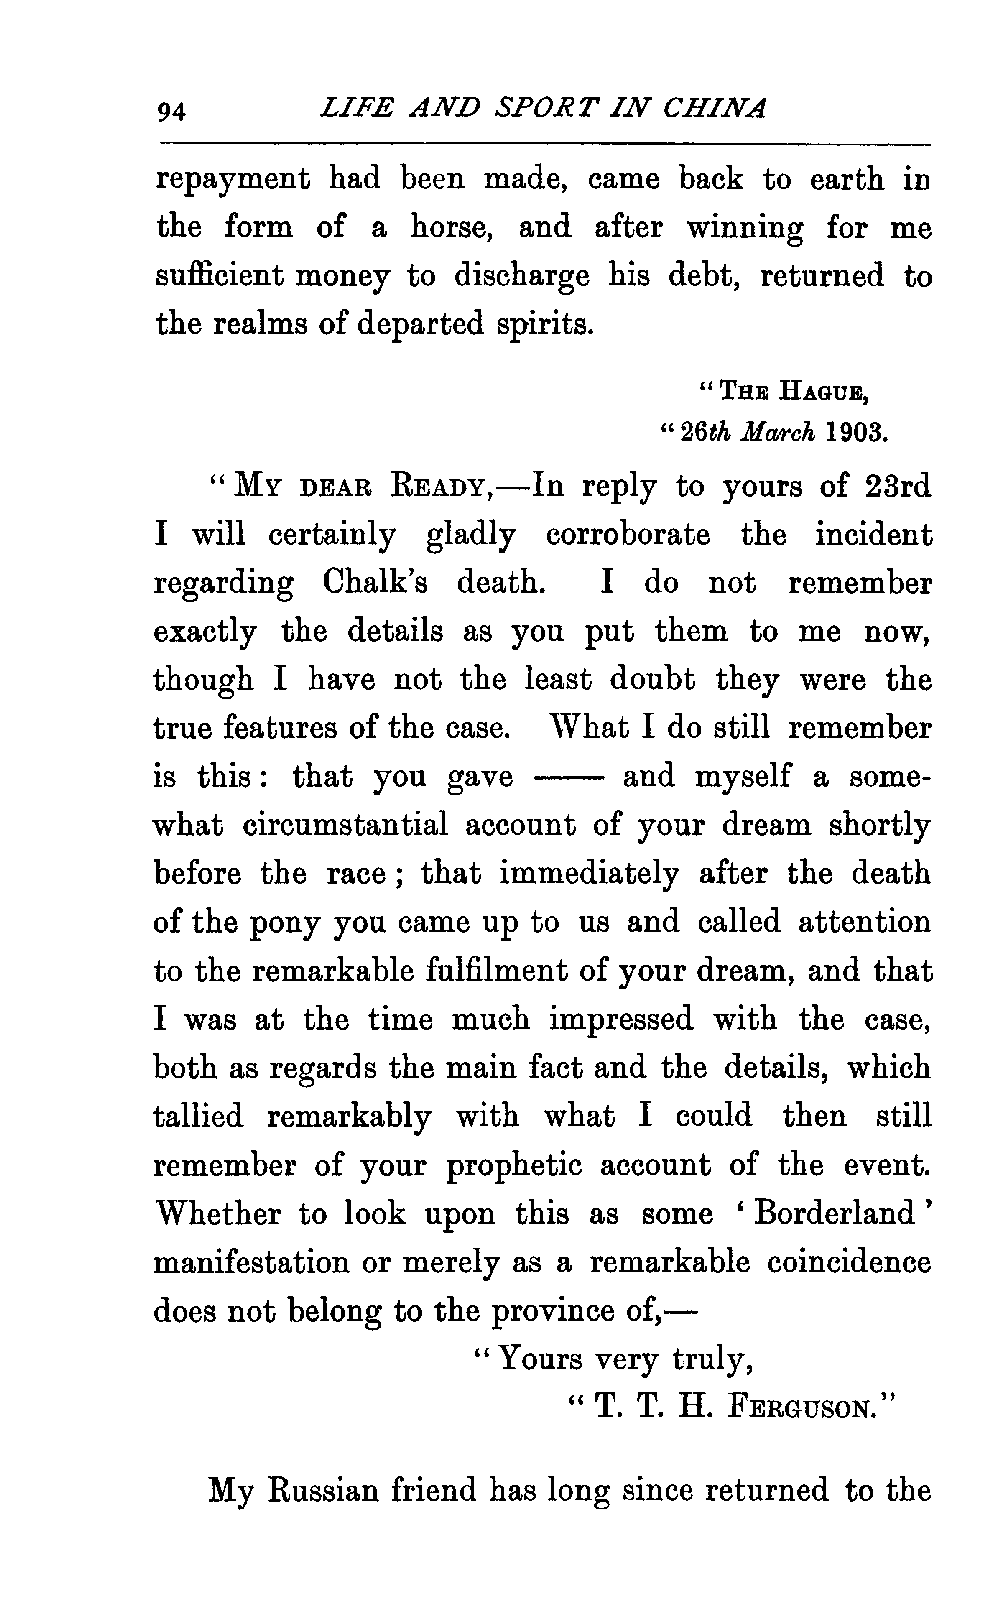 94 LIFE AND SPORT IN CHINA
repayment had been made, came back to earth in
the form of a horse, and after winning for me
sufficient money to discharge his debt, returned to
the realms of departed spirits.
“THE HAGUE,
“26th March 1903.
“MY DEAR READY,—In reply to yours of 23rd
I will certainly gladly corroborate the incident
regarding Chalk’s death. I do not remember
exactly the details as you put them to me now,
though I have not the least doubt they were the
true features of the case. What I do still remember
is this: that you gave —— and myself a some-
what circumstantial account of your dream shortly
before the race; that immediately after the death
of the pony you came up to us and called attention
to the remarkable fulfilment of your dream, and that
I was at the time much impressed with the case,
both as regards the main fact and the details, which
tallied remarkably with what I could then still
remember of your prophetic account of the event.
Whether to look upon this as some ‘Borderland’
manifestation or merely as a remarkable coincidence
does not belong to the province of,—
“Yours very truly,
“T. T. H. FERGUSON.”
My Russian friend has long since returned to the